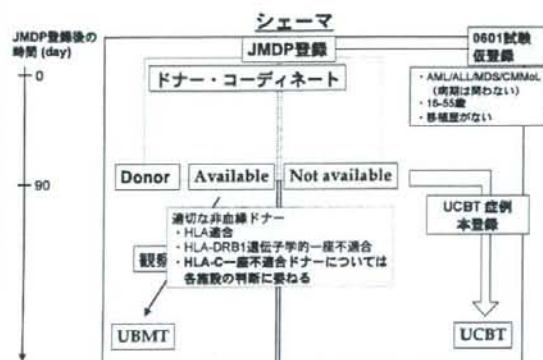 シェーマ
JMDP登録後の
時間 (day)
JMDP登録
0601試験
仮登録
0
ドナー・コーディネート
・AML/ALL/MDS/CMMoL
（病期は問わない）
・16-55歳
・移植歴がない
90
Donor
Available
Not available
UCBT 症例
本登録
適切な非血縁ドナー
・HLA適合
・HLA-DRB1遺伝子学的一座不適合
・HLA-C一座不適合ドナーについては
各施設の判断に委ねる
観察
UBMT
UCBT